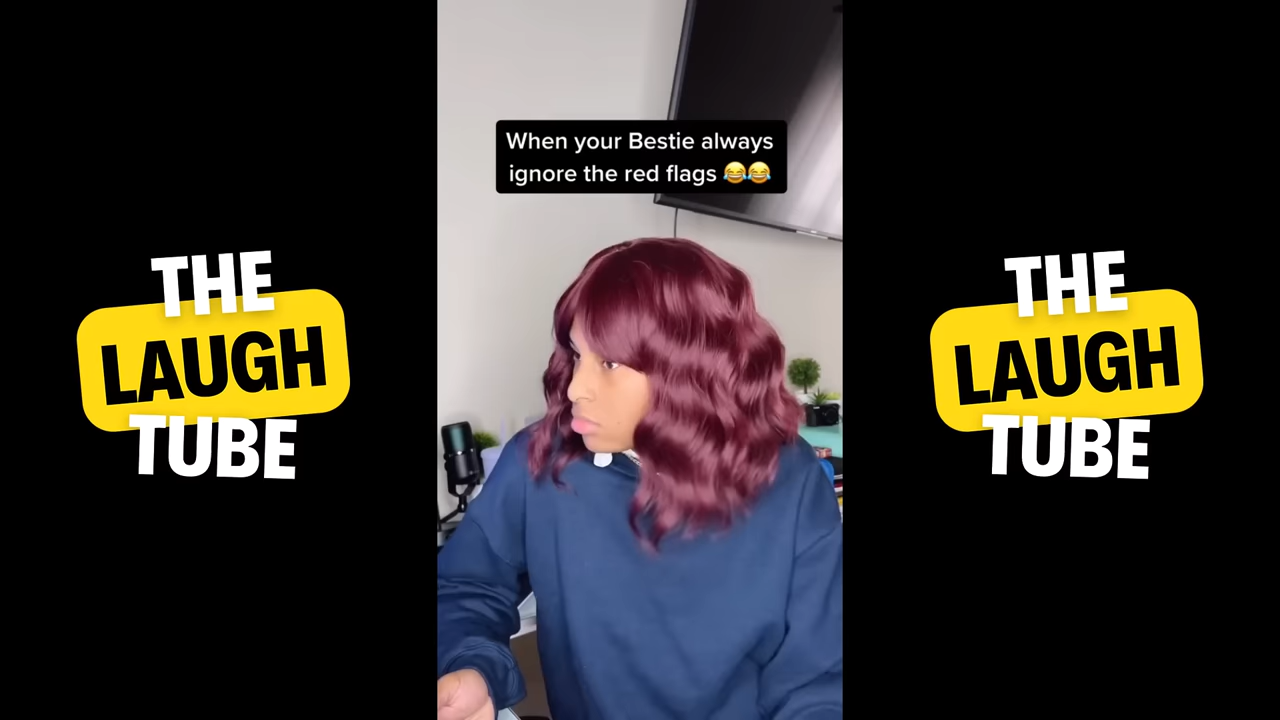 THE
LAUGH
TUBE
When your Bestie always
ignore the red flags 😂😂
THE
LAUGH
TUBE